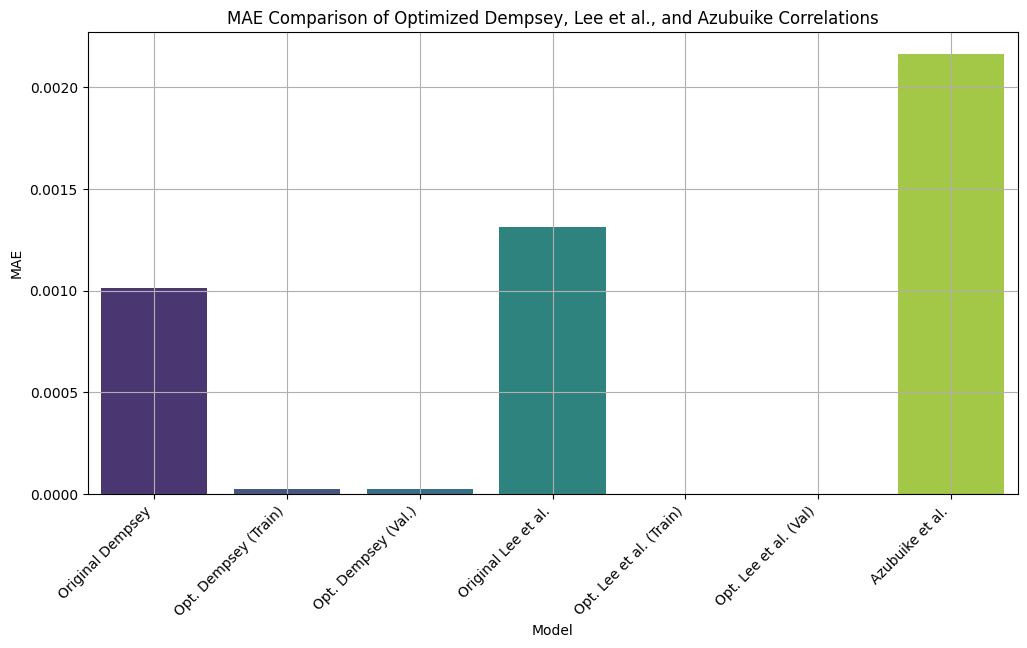 MAE Comparison of Optimized Dempsey, Lee et al., and Azubuike Correlations
MAE
0.0020
0.0015
0.0010
0.0005
0.0000
Original Dempsey
Opt. Dempsey (Train)
Opt. Dempsey (Val.)
Original Lee et al.
Opt. Lee et al. (Train)
Opt. Lee et al. (Val)
Azubuike et al.
Model